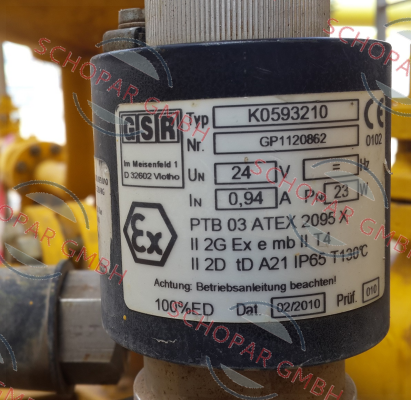 GSR
Im Meisenfeld 1
D 32602 Vlotho
Typ K0593210
Nr. GP1120862
CE 0102
UN 24 V = Hz
IN 0,94 A PN 23 W
Ex
PTB 03 ATEX 2095 X
II 2G Ex e mb II T4
II 2D tD A21 IP65 T130°C
Achtung: Betriebsanleitung beachten!
100%ED Dat. 02/2010 Prüf. 010
SCHOPAR GMBH
SCHOPAR GMBH
SCHOPAR GMBH
SCHOPAR GMBH